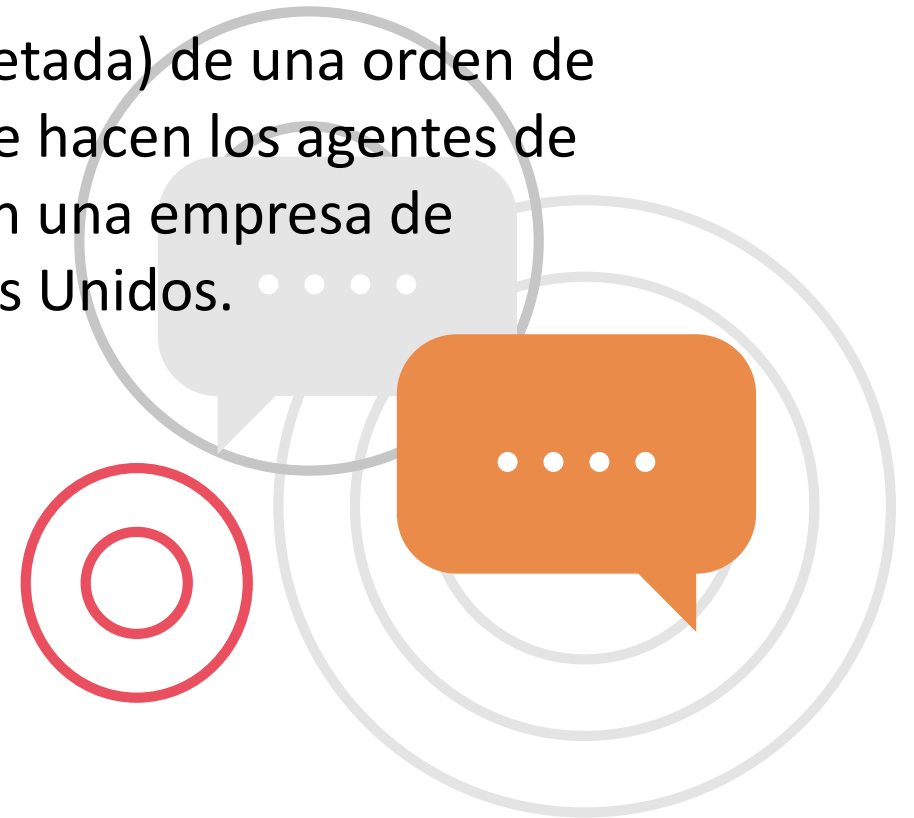 etada) de una orden de
e hacen los agentes de
n una empresa de
s Unidos.